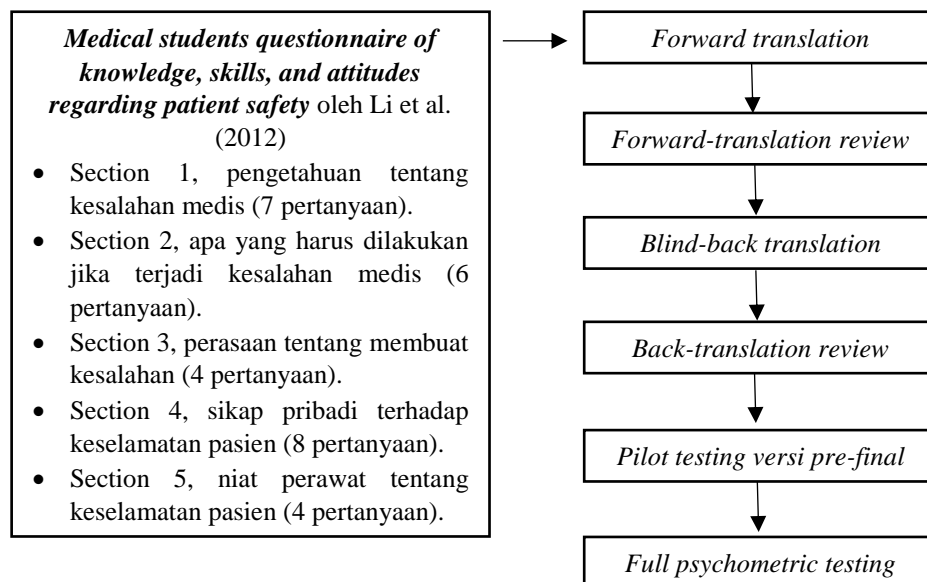 Medical students questionnaire of
knowledge, skills, and attitudes
regarding patient safety oleh Li et al.
(2012)
• Section 1, pengetahuan tentang
kesalahan medis (7 pertanyaan).
• Section 2, apa yang harus dilakukan
jika terjadi kesalahan medis (6
pertanyaan).
• Section 3, perasaan tentang membuat
kesalahan (4 pertanyaan).
• Section 4, sikap pribadi terhadap
keselamatan pasien (8 pertanyaan).
• Section 5, niat perawat tentang
keselamatan pasien (4 pertanyaan).
Forward translation
Forward-translation review
Blind-back translation
Back-translation review
Pilot testing versi pre-final
Full psychometric testing